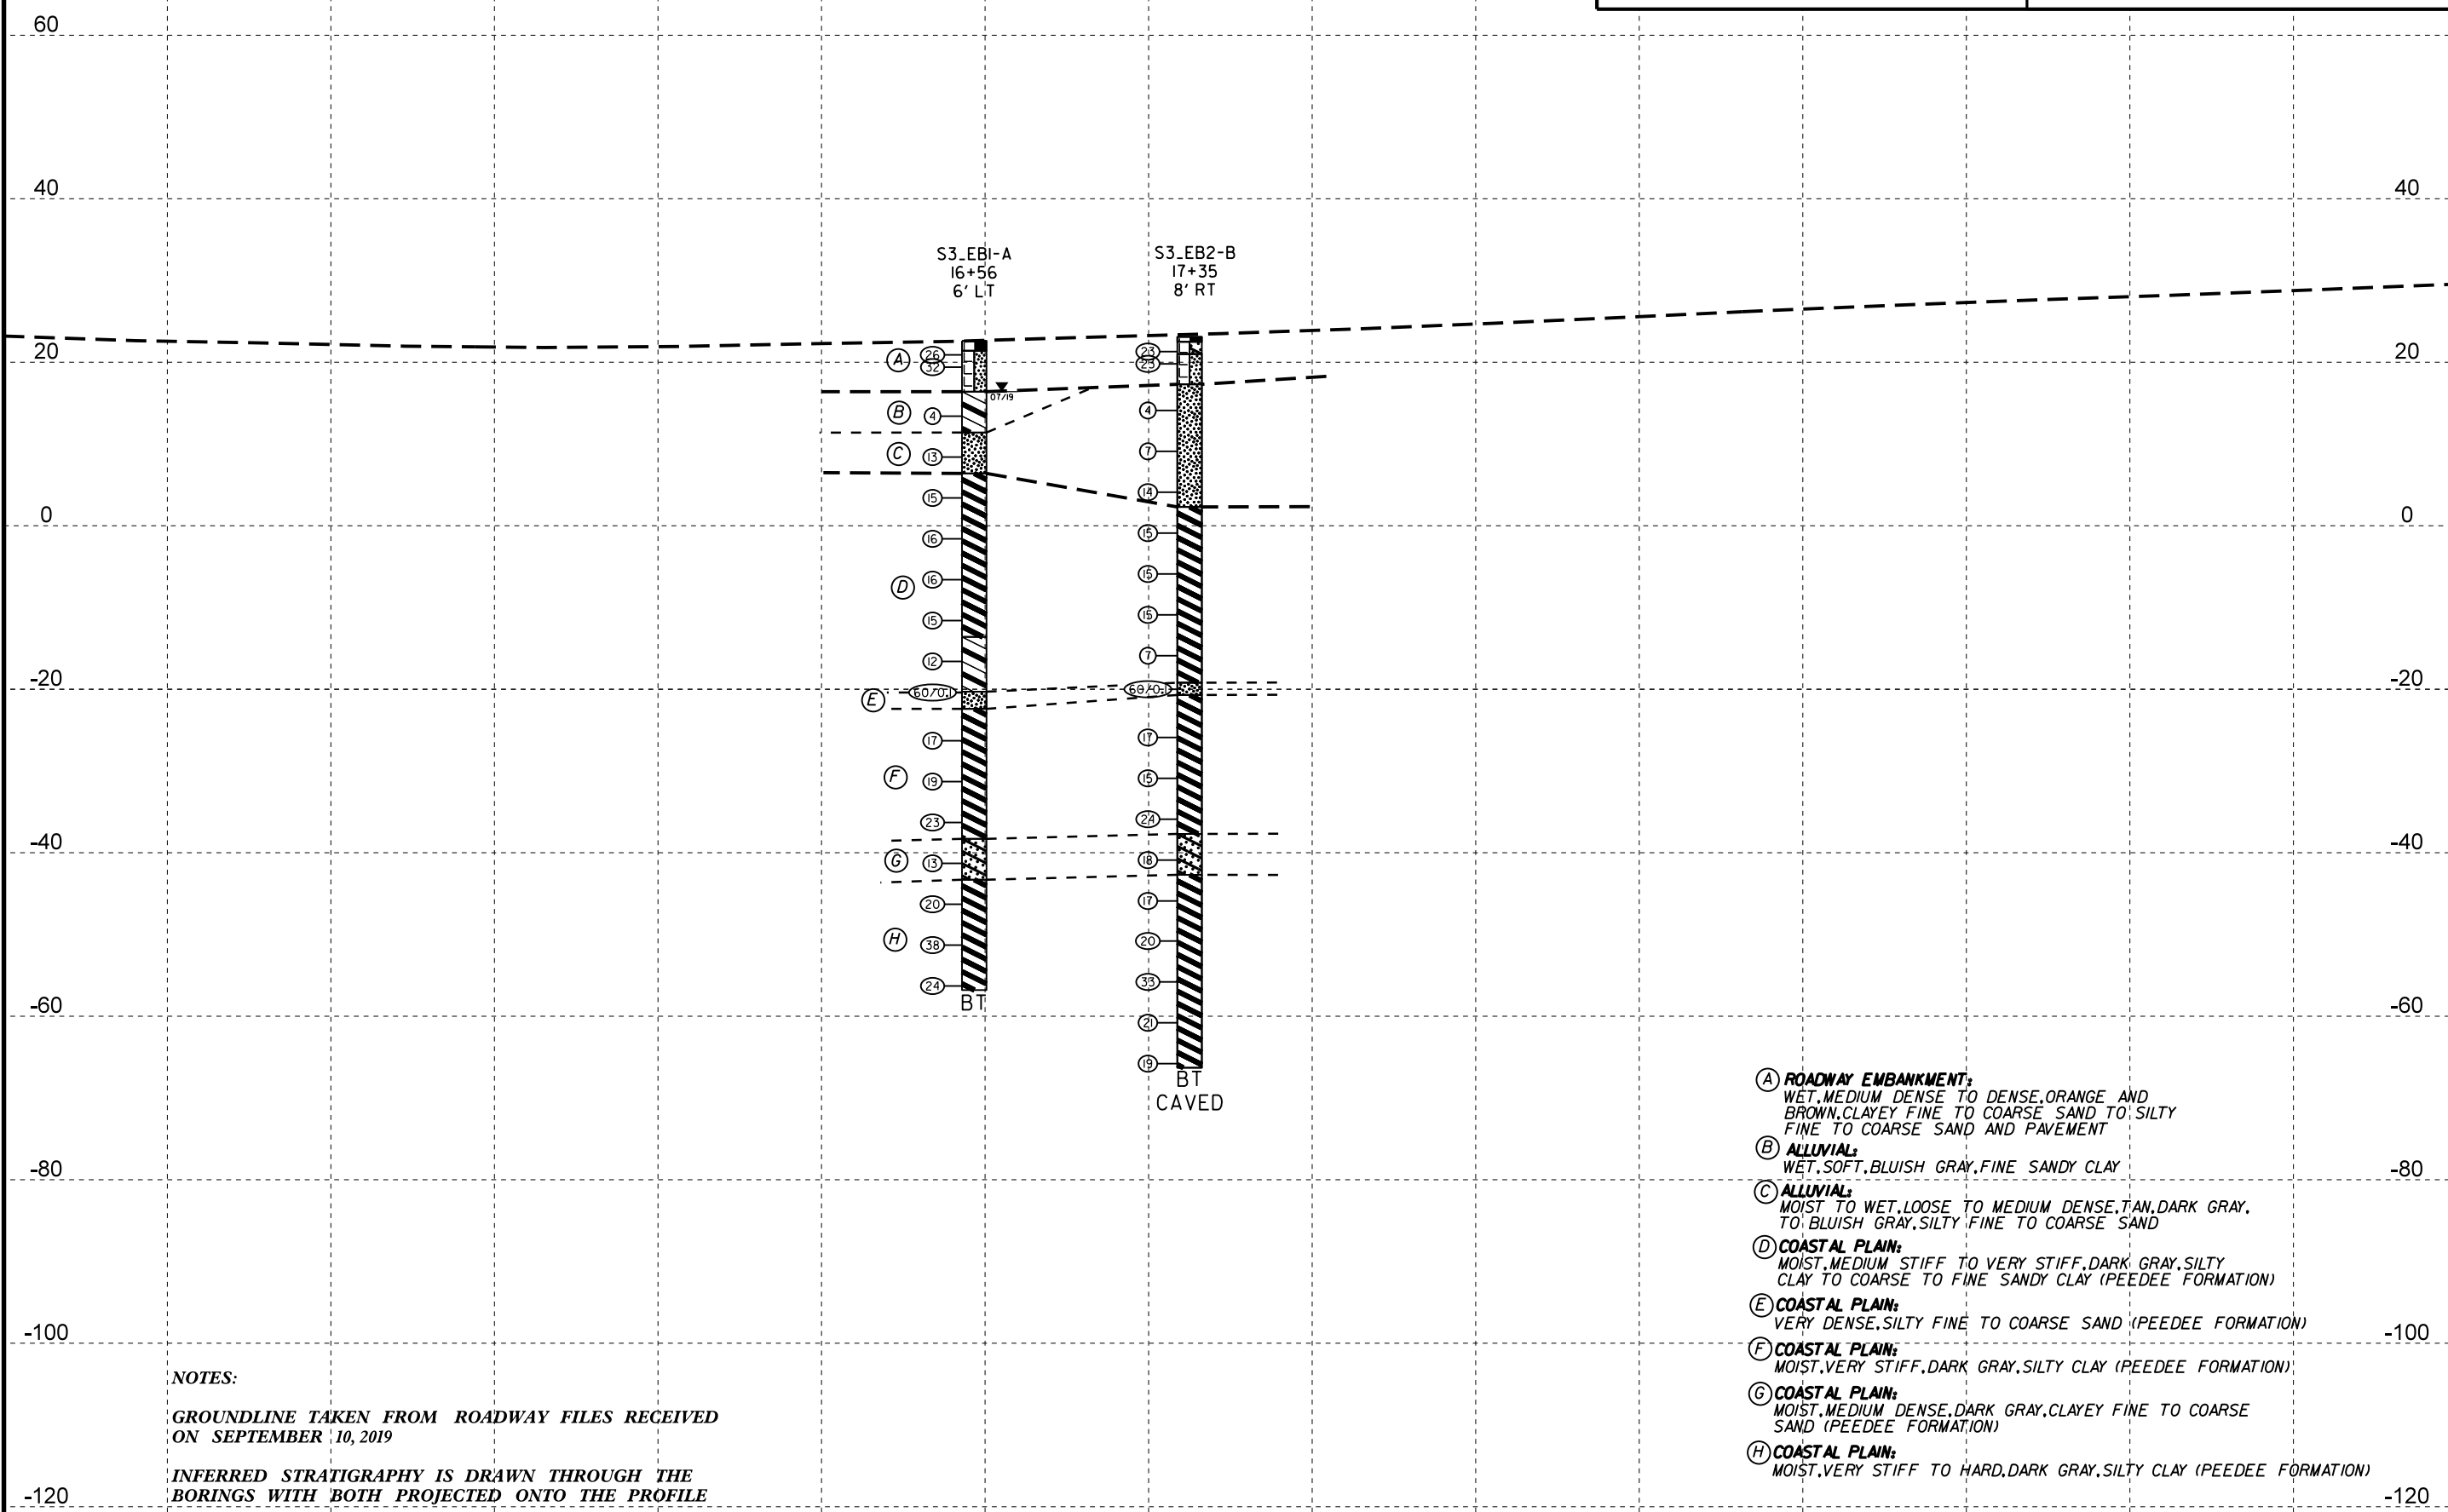 60
40 40
S3_EB1-A S3_EB2-B
16+56 17+35
6' LT 8' RT
20 20
A 26 23
32 23
07/19
B 4 4
C 13 7
15 14
0 0
16 15
D 16 15
15 15
12 7
-20 -20
E 60/0.1 60/0.1
17 17
F 19 15
23 24
-40 -40
G 13 18
20 17
H 38 20
24 33
BT
-60 -60
21
19
BT
CAVED
A ROADWAY EMBANKMENT:
WET, MEDIUM DENSE TO DENSE, ORANGE AND
BROWN, CLAYEY FINE TO COARSE SAND TO SILTY
FINE TO COARSE SAND AND PAVEMENT
B ALLUVIAL:
WET, SOFT, BLUISH GRAY, FINE SANDY CLAY
-80 -80
C ALLUVIAL:
MOIST TO WET, LOOSE TO MEDIUM DENSE, TAN, DARK GRAY,
TO BLUISH GRAY, SILTY FINE TO COARSE SAND
D COASTAL PLAIN:
MOIST, MEDIUM STIFF TO VERY STIFF, DARK GRAY, SILTY
CLAY TO COARSE TO FINE SANDY CLAY (PEEDEE FORMATION)
E COASTAL PLAIN:
VERY DENSE, SILTY FINE TO COARSE SAND (PEEDEE FORMATION)
-100 -100
F COASTAL PLAIN:
MOIST, VERY STIFF, DARK GRAY, SILTY CLAY (PEEDEE FORMATION)
G COASTAL PLAIN:
MOIST, MEDIUM DENSE, DARK GRAY, CLAYEY FINE TO COARSE
SAND (PEEDEE FORMATION)
H COASTAL PLAIN:
MOIST, VERY STIFF TO HARD, DARK GRAY, SILTY CLAY (PEEDEE FORMATION)
NOTES:
GROUNDLINE TAKEN FROM ROADWAY FILES RECEIVED
ON SEPTEMBER 10, 2019
INFERRED STRATIGRAPHY IS DRAWN THROUGH THE
BORINGS WITH BOTH PROJECTED ONTO THE PROFILE
-120 -120